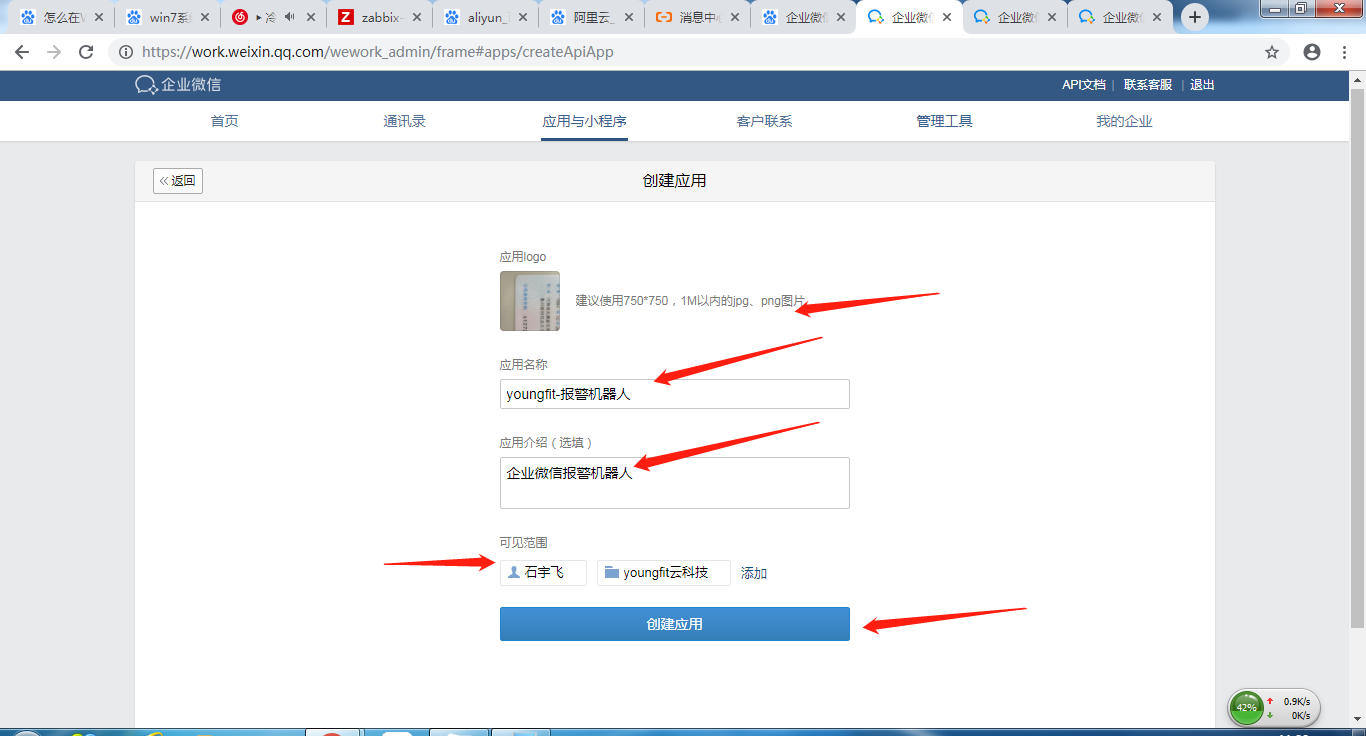 怎么在W
win7系
冷
zabbix-
aliyun_
阿里云_
消息中心
企业微信
企业微信
企业微信
企业微信
https://work.weixin.qq.com/wework_admin/frame#apps/createApiApp
企业微信
API文档 | 联系客服 | 退出
首页 通讯录 应用与小程序 客户联系 管理工具 我的企业
返回
创建应用
应用logo
建议使用750*750，1M以内的jpg、png图片
应用名称
youngfit-报警机器人
应用介绍（选填）
企业微信报警机器人
可见范围
石宇飞 youngfit云科技 添加
创建应用
42%
0.9K/s
0K/s